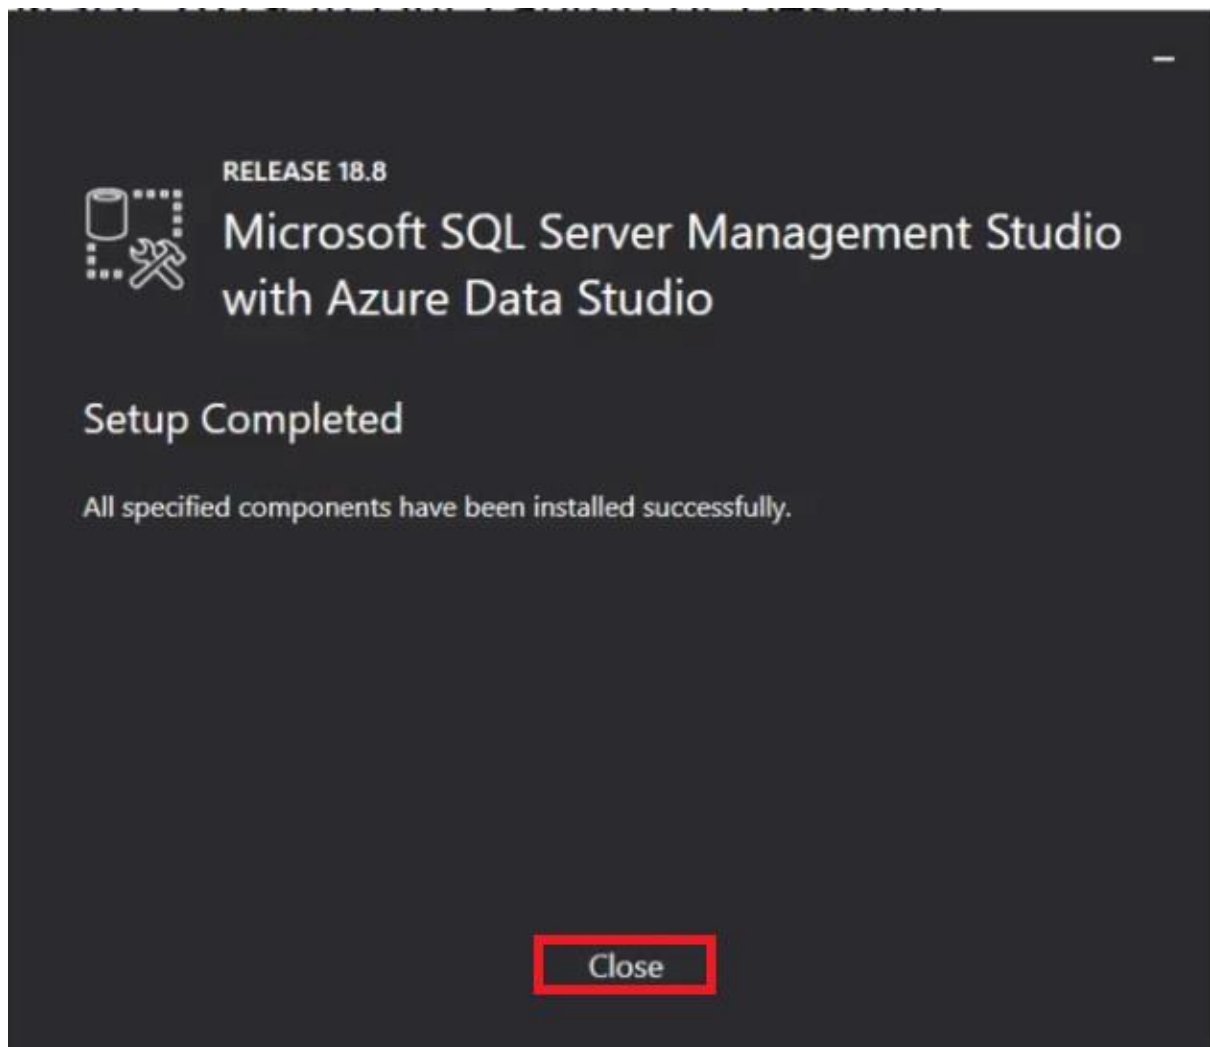 RELEASE 18.8
Microsoft SQL Server Management Studio
with Azure Data Studio
Setup Completed
All specified components have been installed successfully.
Close